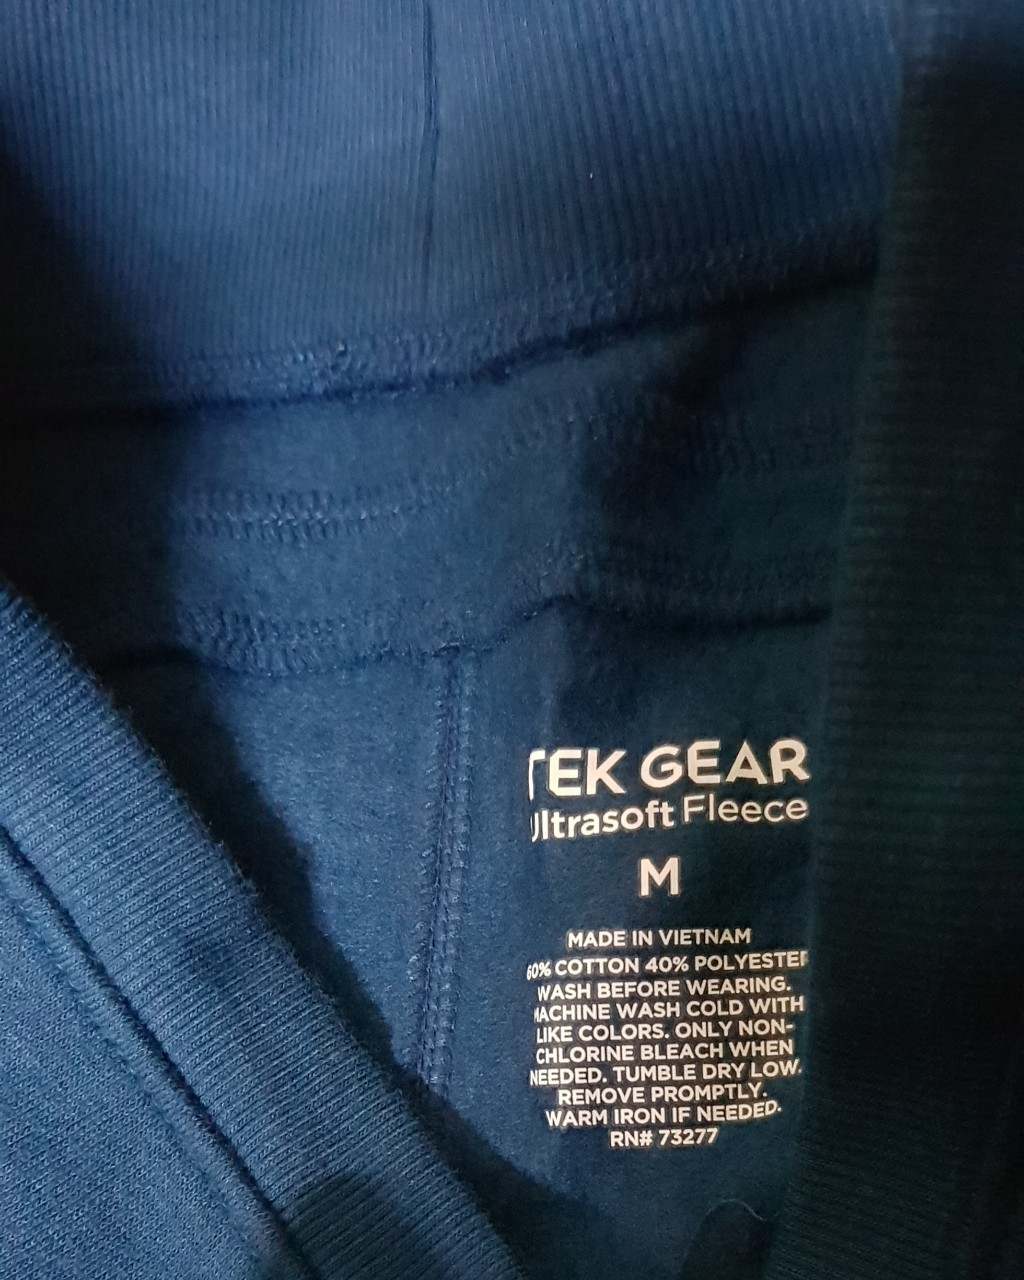 TEK GEAR
Ultrasoft Fleece
M
MADE IN VIETNAM
60% COTTON 40% POLYESTER
WASH BEFORE WEARING.
MACHINE WASH COLD WITH
LIKE COLORS. ONLY NON-
CHLORINE BLEACH WHEN
NEEDED. TUMBLE DRY LOW.
REMOVE PROMPTLY.
WARM IRON IF NEEDED.
RN# 73277